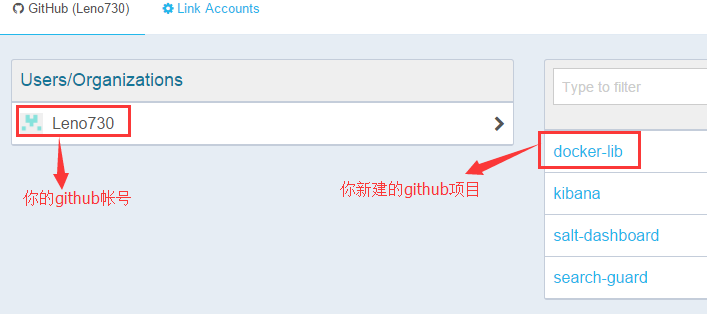 GitHub (Leno730) Link Accounts
Users/Organizations
Type to filter
Leno730
docker-lib
你的github帐号
你新建的github项目
kibana
salt-dashboard
search-guard